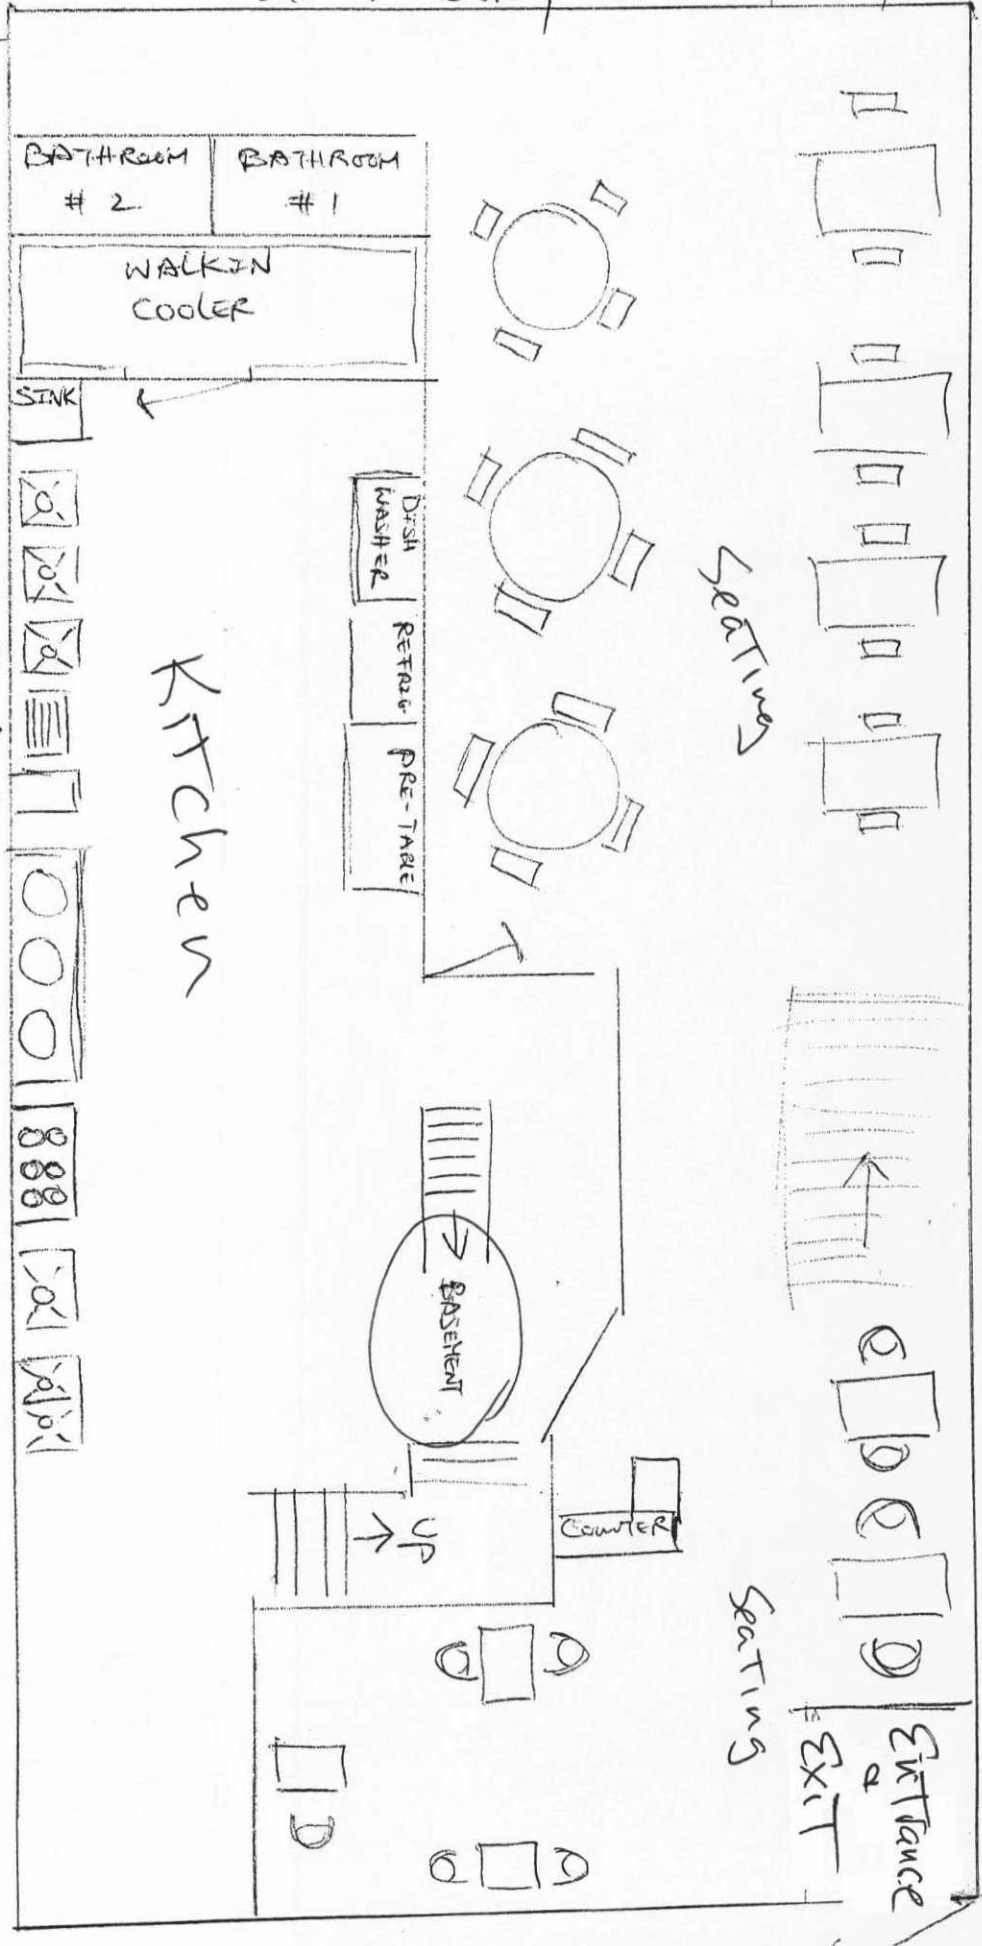 BATHROOM
# 2
BATHROOM
# 1
WALKIN
COOLER
SINK
DISH
WASHER
REFRIG
PRE-TABLE
Kitchen
Seating
BASEMENT
UP
COUNTER
Seating
Entrance
&
EXIT